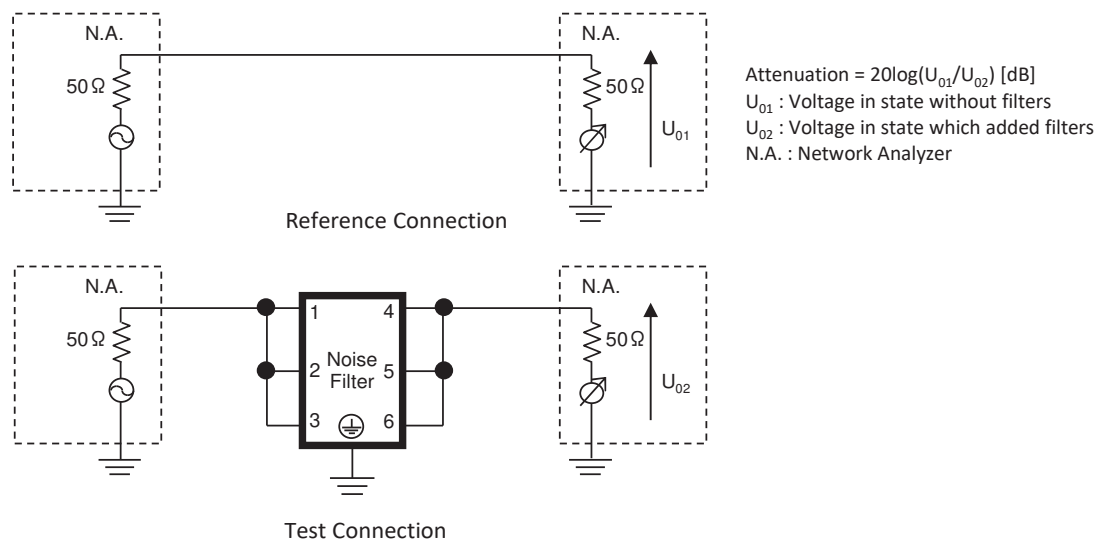 N.A.
N.A.
50Ω
50Ω
U₀₁
Attenuation = 20log(U₀₁/U₀₂) [dB]
U₀₁ : Voltage in state without filters
U₀₂ : Voltage in state which added filters
N.A. : Network Analyzer
Reference Connection
N.A.
N.A.
1
4
50Ω
50Ω
2
Noise
Filter
5
U₀₂
3
6
Test Connection